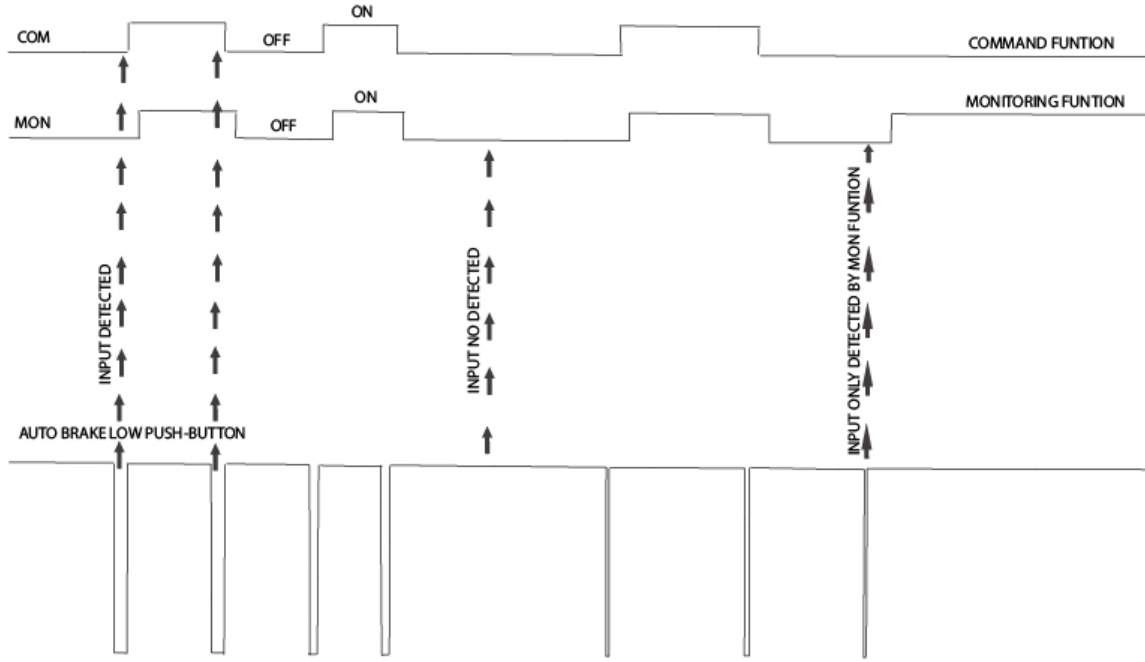 ON
COM
OFF
COMMAND FUNTION
ON
MONITORING FUNTION
MON
OFF
INPUT DETECTED
INPUT NO DETECTED
INPUT ONLY DETECTED BY MON FUNTION
AUTO BRAKE LOW PUSH-BUTTON